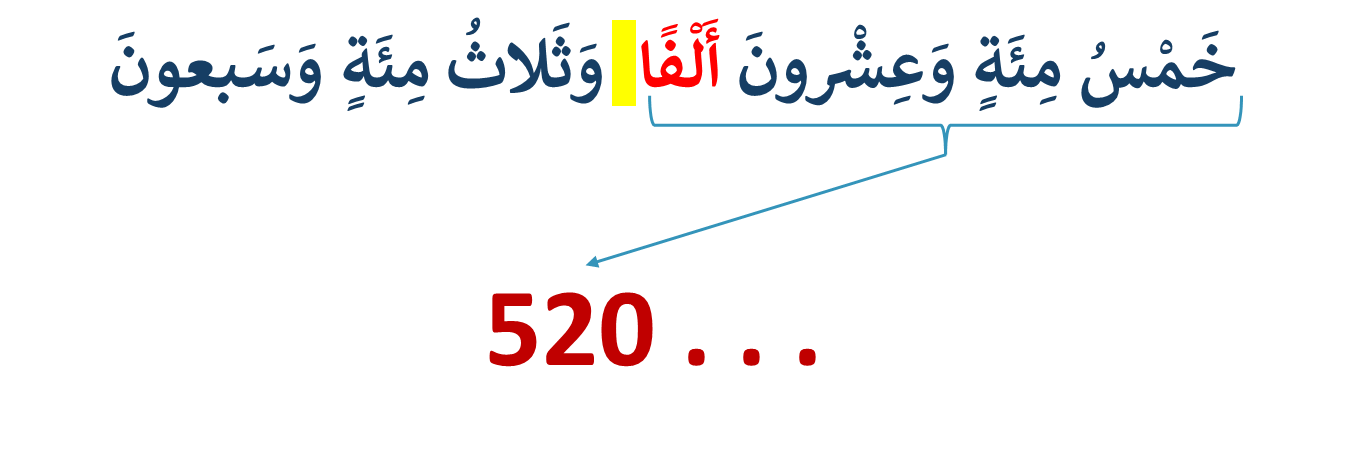 خَمْسُ مِئَةٍ وَعِشْرونَ أَلْفًا وَثَلاثُ مِئَةٍ وَسَبعونَ
520 . . .